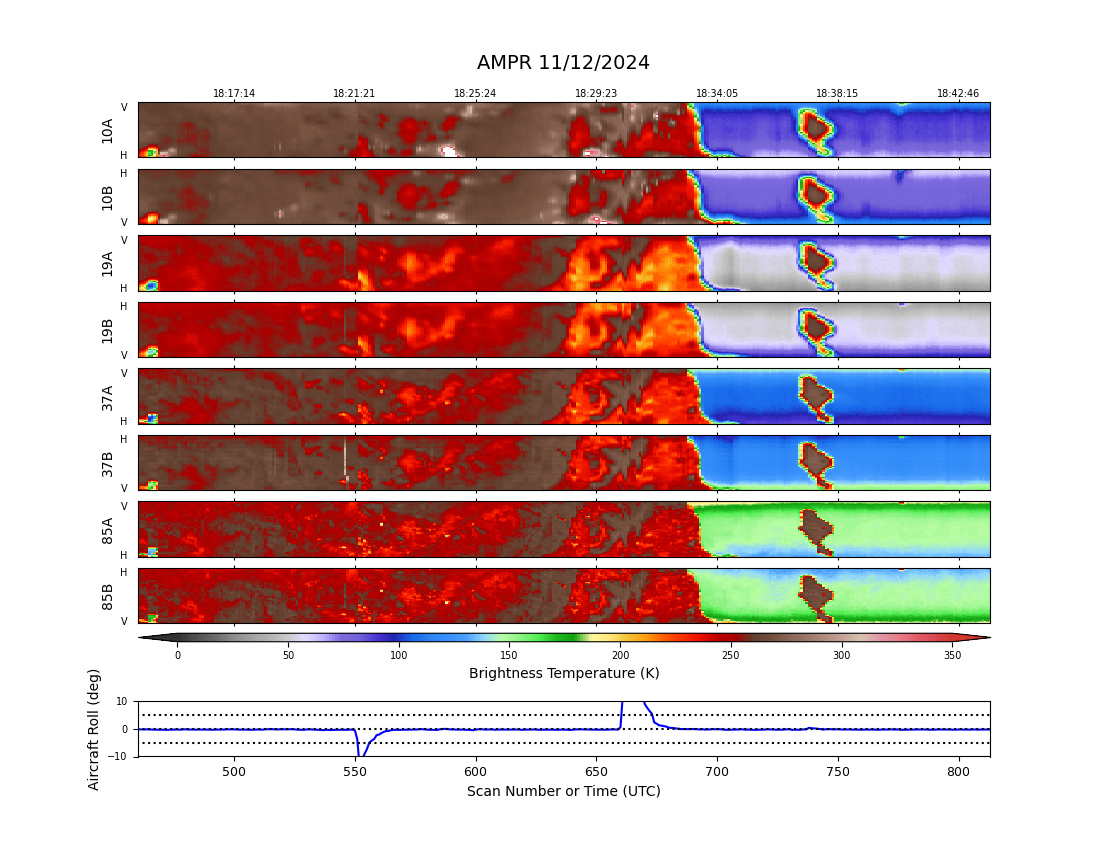 AMPR 11/12/2024
18:17:14 18:21:21 18:25:24 18:29:23 18:34:05 18:38:15 18:42:46
V
10A
H
H
10B
V
V
19A
H
H
19B
V
V
37A
H
H
37B
V
V
85A
H
H
85B
V
0 50 100 150 200 250 300 350
Brightness Temperature (K)
Aircraft Roll (deg)
10
0
−10
500 550 600 650 700 750 800
Scan Number or Time (UTC)